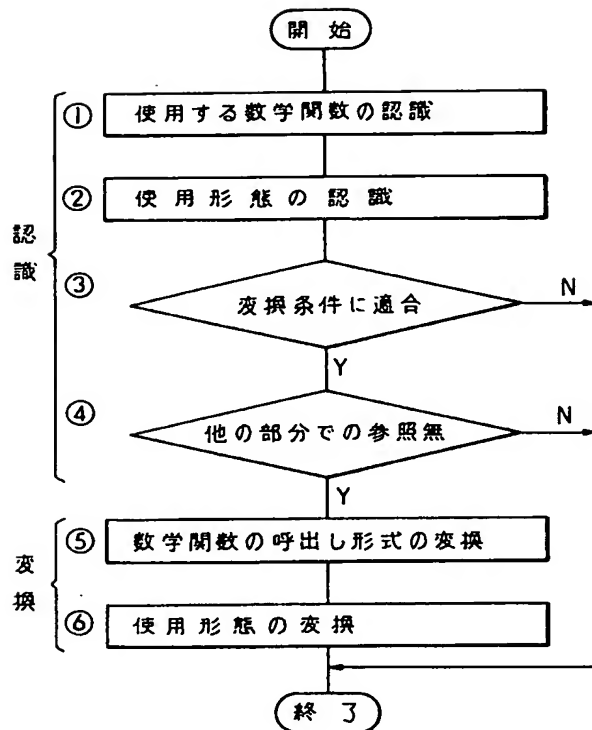 開始
① 使用する数学関数の認識
② 使用形態の認識
認識
③ 変換条件に適合 N
Y
④ 他の部分での参照無 N
Y
⑤ 数学関数の呼出し形式の変換
変換
⑥ 使用形態の変換
終了